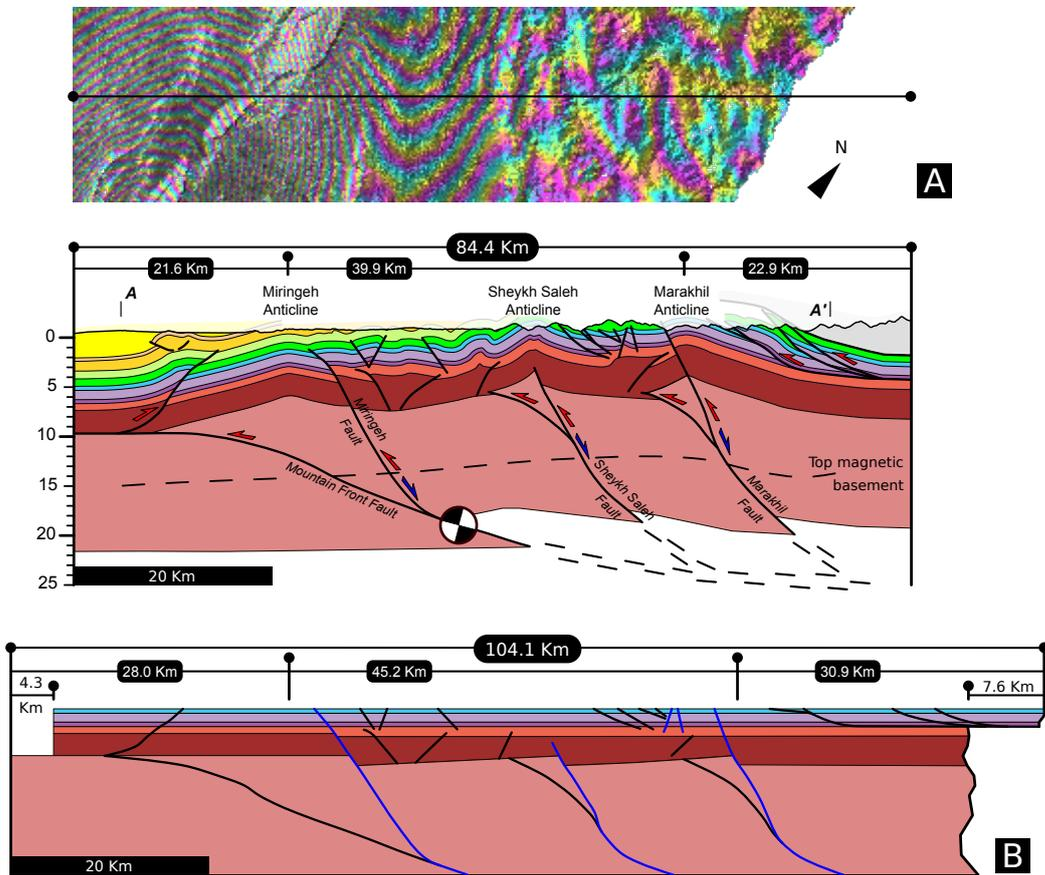 N
A
84.4 Km
21.6 Km
39.9 Km
22.9 Km
A
Miringeh
Anticline
Sheykh Saleh
Anticline
Marakhil
Anticline
A'
0
5
10
15
20
25
Miringeh
Fault
Mountain Front Fault
Sheykh Saleh
Fault
Marakhil
Fault
Top magnetic
basement
20 Km
104.1 Km
28.0 Km
45.2 Km
30.9 Km
4.3
Km
7.6 Km
20 Km
B